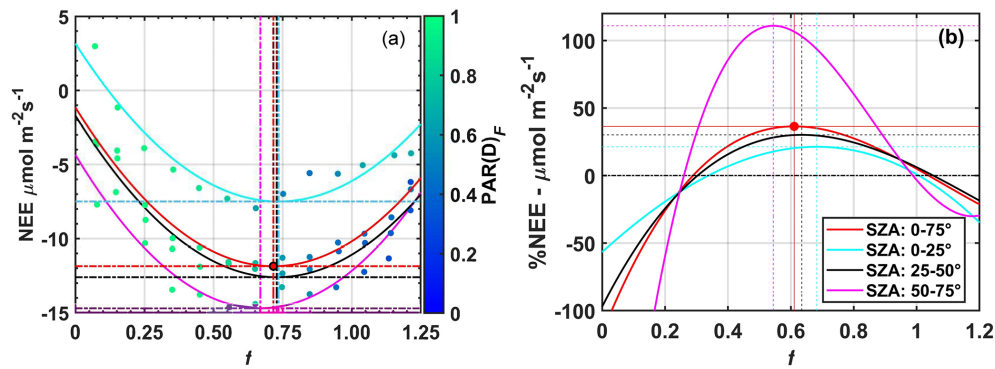 5
0
-5
-10
-15
NEE μmol m⁻²s⁻¹
0
0.25
0.50
0.75
1.00
1.25
f
(a)
1
0.8
0.6
0.4
0.2
0
PAR(D)F
100
50
0
-50
-100
%NEE - μmol m⁻²s⁻¹
0
0.2
0.4
0.6
0.8
1
1.2
f
(b)
SZA: 0-75°
SZA: 0-25°
SZA: 25-50°
SZA: 50-75°